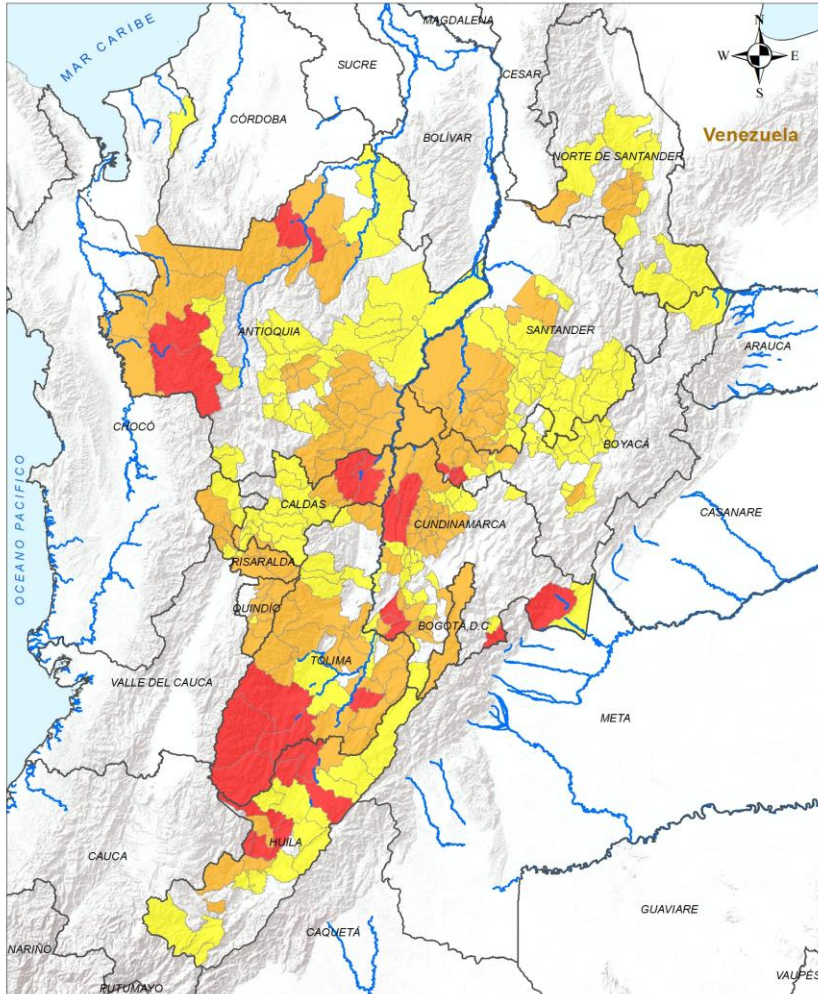 MAGDALENA
MAR CARIBE
N
W E
S
SUCRE
CESAR
CÓRDOBA
BOLÍVAR
Venezuela
NORTE DE SANTANDER
ANTIOQUIA
SANTANDER
ARAUCA
CHOCÓ
BOYACÁ
OCEANO PACIFICO
CALDAS
CASANARE
CUNDINAMARCA
RISARALDA
QUINDÍO
BOGOTÁ, D.C.
TOLIMA
VALLE DEL CAUCA
META
HUILA
CAUCA
GUAVIARE
CAQUETÁ
NARIÑO
PUTUMAYO
VAUPÉS